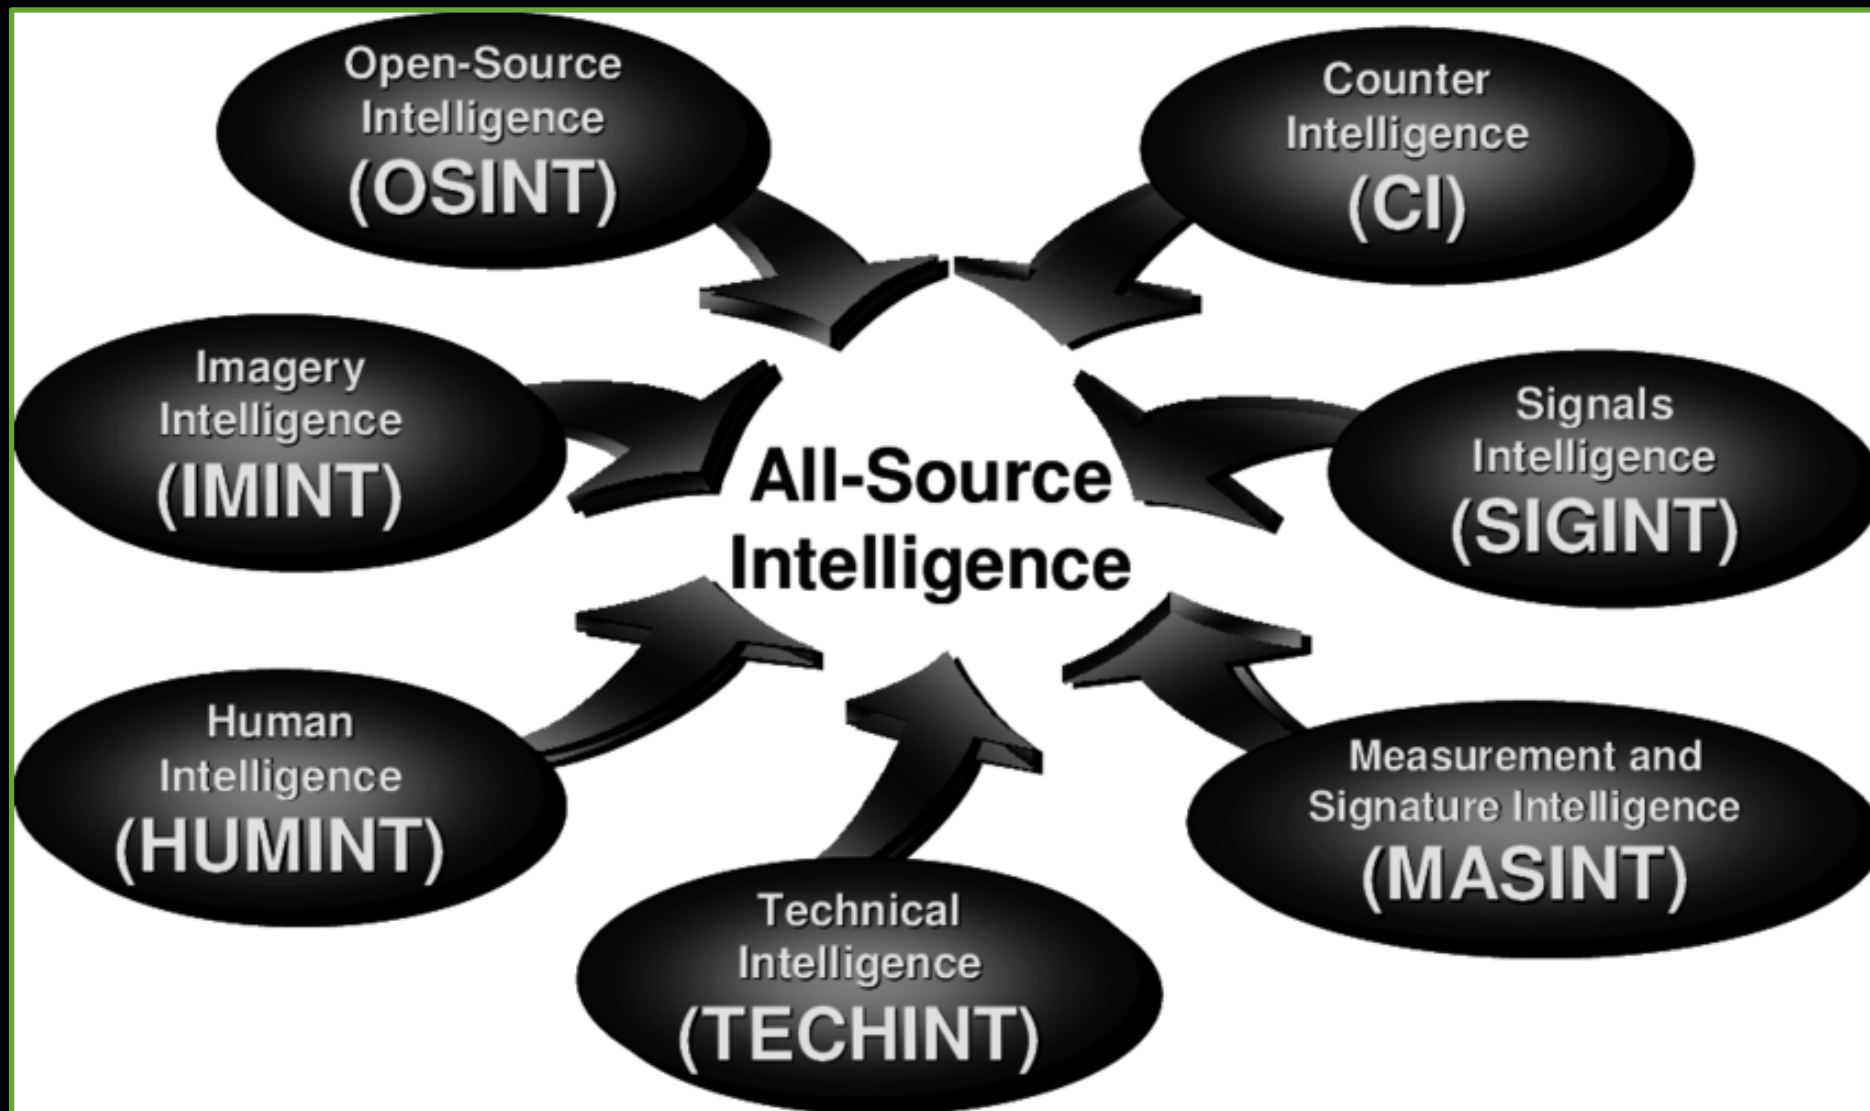 Open-Source
Intelligence
(OSINT)
Counter
Intelligence
(CI)
Imagery
Intelligence
(IMINT)
All-Source
Intelligence
Signals
Intelligence
(SIGINT)
Human
Intelligence
(HUMINT)
Technical
Intelligence
(TECHINT)
Measurement and
Signature Intelligence
(MASINT)